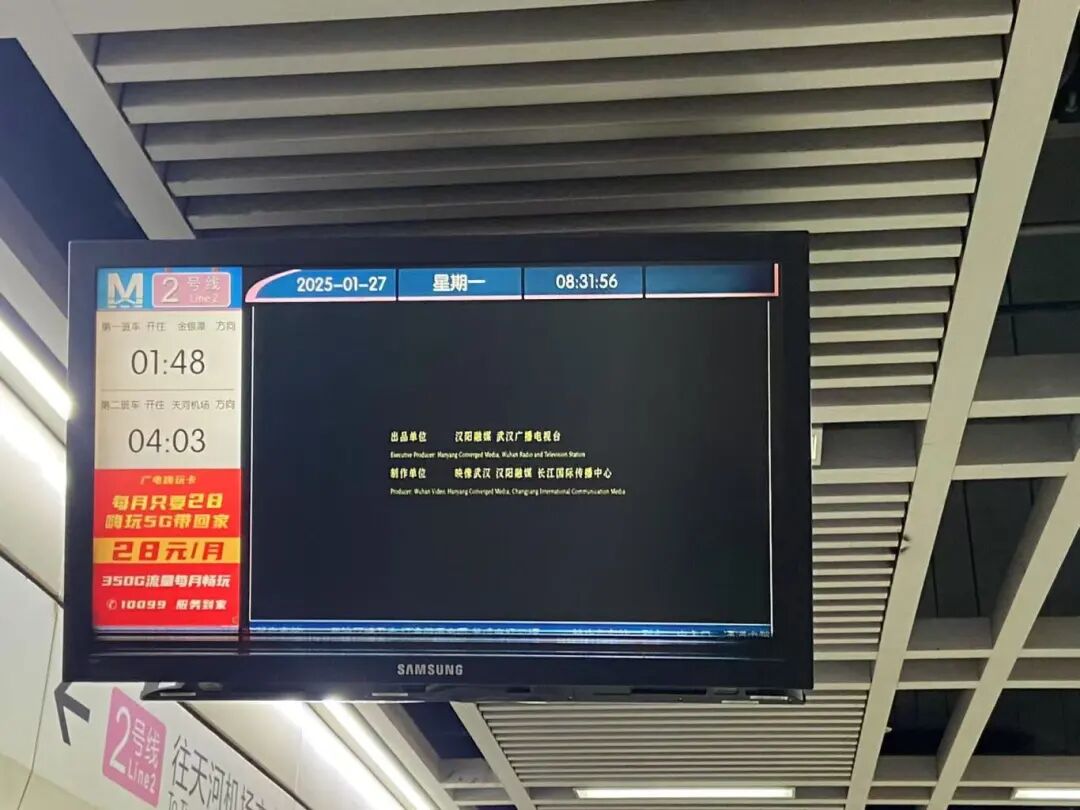 M 2号线 Line 2
2025-01-27 星期一 08:31:56
第一班车 开往 金银潭 方向
01:48
第二班车 开往 天河机场 方向
04:03
广电嗨玩卡
每月只要28
嗨玩5G带回家
28元/月
350G流量每月畅玩
10099 服务到家
出品单位 汉阳融媒 武汉广播电视台
Executive Producer: Hanyang Converged Media, Wuhan Radio and Television Station
制作单位 映像武汉 汉阳融媒 长江国际传播中心
Producer: Wuhan Video, Hanyang Converged Media, Changjiang International Communication Media
SAMSUNG
2号线
Line 2
往天河机场
To